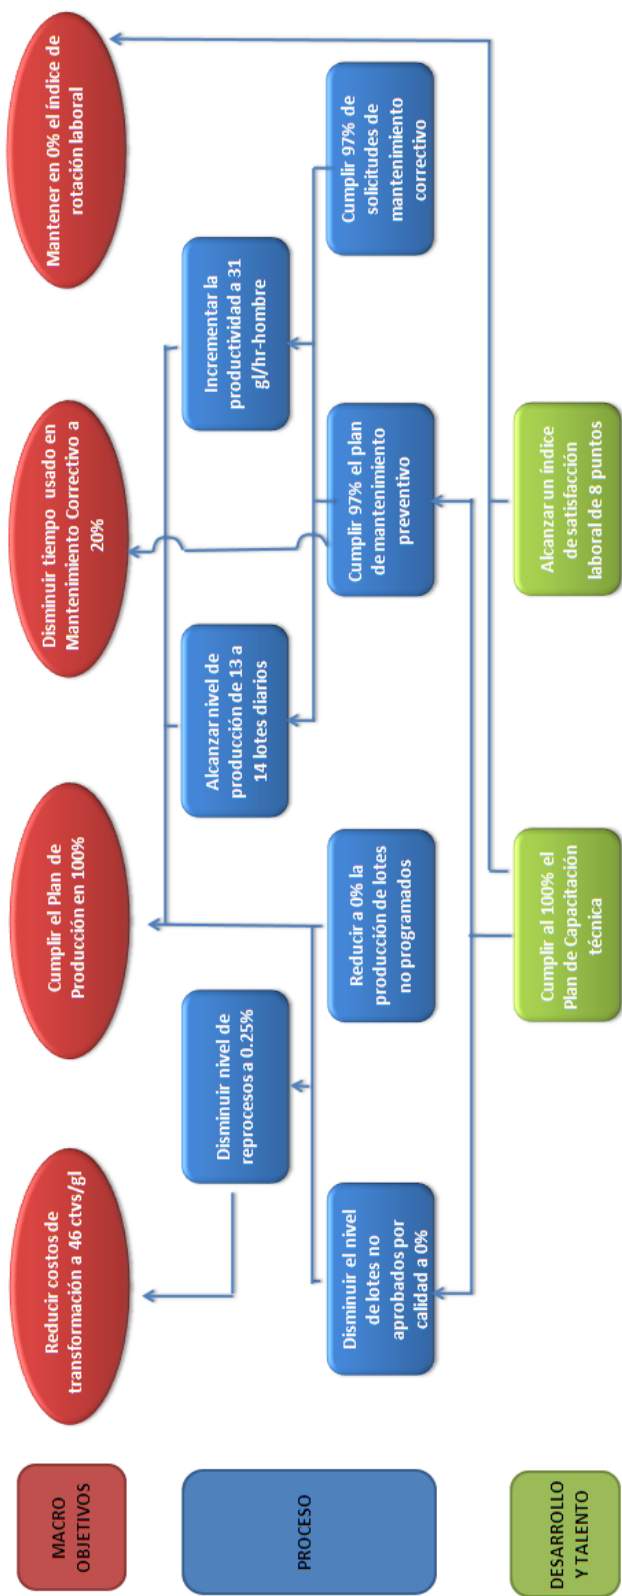 MACRO
OBJETIVOS
Reducir costos de
transformación a 46 ctvs/gl
Cumplir el Plan de
Producción en 100%
Disminuir tiempo usado en
Mantenimiento Correctivo a
20%
Mantener en 0% el índice de
rotación laboral
PROCESO
Disminuir nivel de
reprocesos a 0.25%
Alcanzar nivel de
producción de 13 a
14 lotes diarios
Incrementar la
productividad a 31
gl/hr-hombre
Disminuir el nivel
de lotes no
aprobados por
calidad a 0%
Reducir a 0% la
producción de lotes
no programados
Cumplir 97% el plan
de mantenimiento
preventivo
Cumplir 97% de
solicitudes de
mantenimiento
correctivo
DESARROLLO
Y TALENTO
Cumplir al 100% el
Plan de Capacitación
técnica
Alcanzar un índice
de satisfacción
laboral de 8 puntos